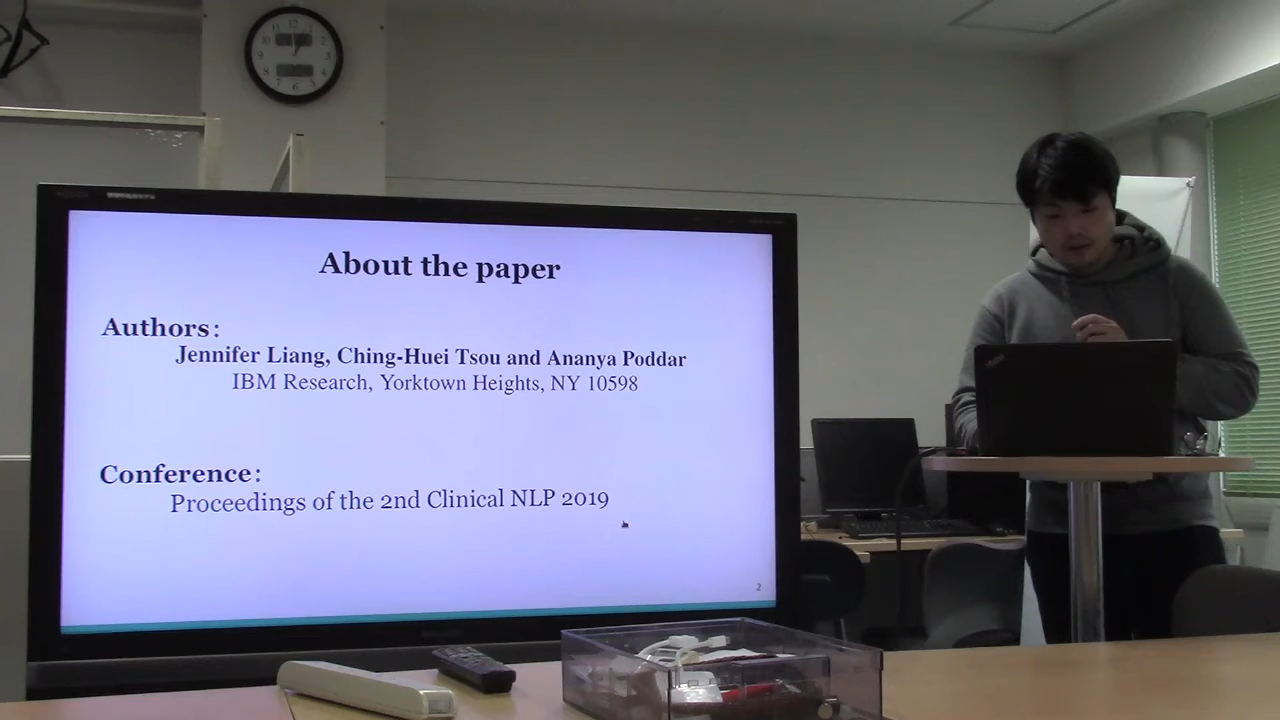 About the paper
Authors:
Jennifer Liang, Ching-Huei Tsou and Ananya Poddar
IBM Research, Yorktown Heights, NY 10598
Conference:
Proceedings of the 2nd Clinical NLP 2019
2